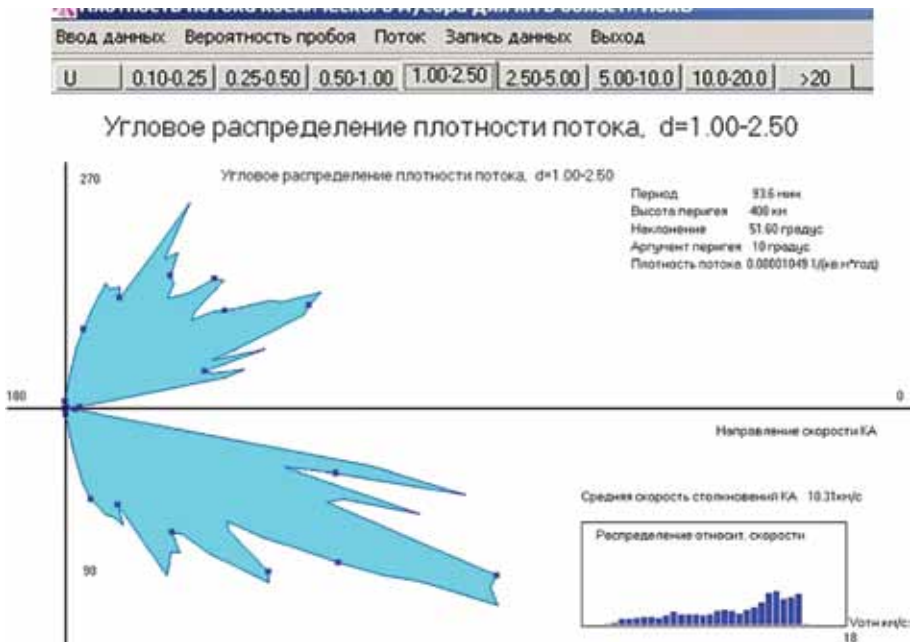 Ввод данных Вероятность пробоя Поток Запись данных Выход
U 0.10-0.25 0.25-0.50 0.50-1.00 1.00-2.50 2.50-5.00 5.00-10.0 10.0-20.0 >20
Угловое распределение плотности потока, d=1.00-2.50
270
Угловое распределение плотности потока, d=1.00-2.50
Период 93.6 мин
Высота перигея 400 км
Наклонение 51.60 градус
Аргумент перигея 10 градус
Плотность потока 0.00001049 1/(кв.м*год)
180
0
Направление скорости КА
Средняя скорость столкновений КА 10.31км/с
Распределение относит. скорости
90
Vотн км/с
18